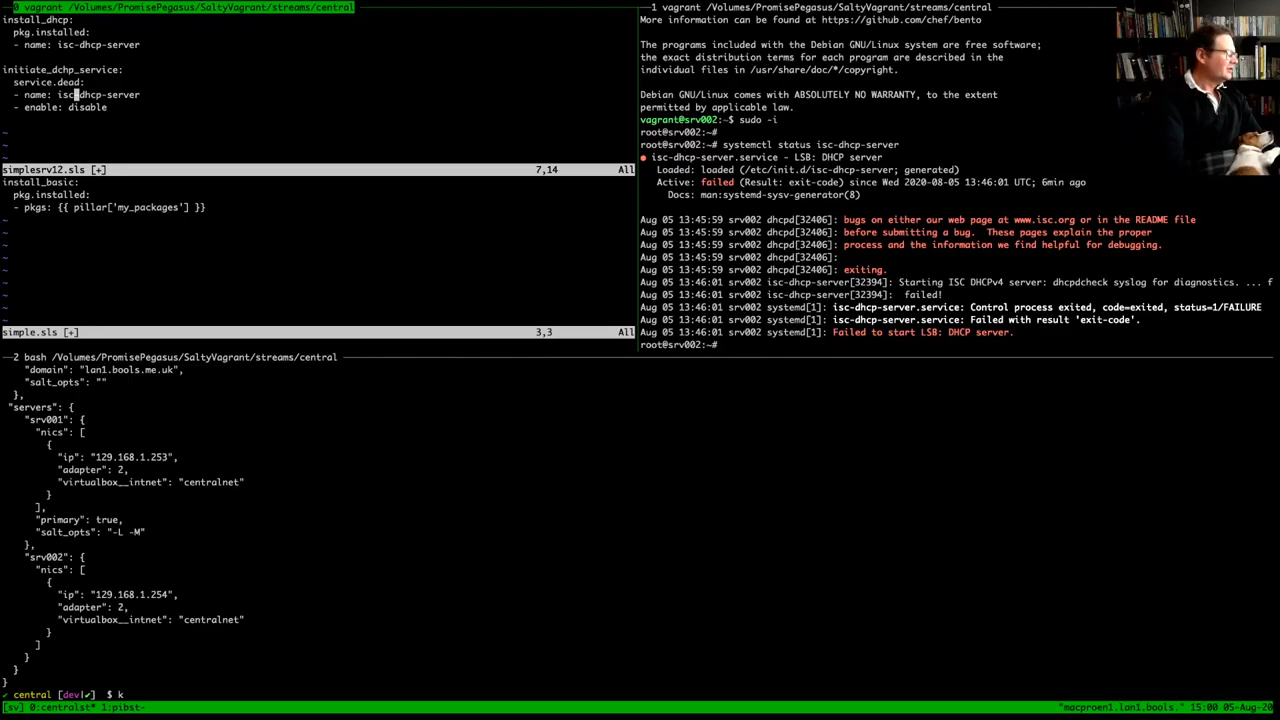 0 vagrant /Volumes/PromisePegasus/SaltyVagrant/streams/central
install_dhcp:
pkg.installed:
- name: isc-dhcp-server
initiate_dchp_service:
service.dead:
- name: isc-dhcp-server
- enable: disable
~
~
~
simplesrv12.sls [+] 7,14 All
install_basic:
pkg.installed:
- pkgs: {{ pillar['my_packages'] }}
~
~
~
~
~
~
~
~
~
simple.sls [+] 3,3 All
1 vagrant /Volumes/PromisePegasus/SaltyVagrant/streams/central
More information can be found at https://github.com/chef/bento
The programs included with the Debian GNU/Linux system are free software;
the exact distribution terms for each program are described in the
individual files in /usr/share/doc/*/copyright.
Debian GNU/Linux comes with ABSOLUTELY NO WARRANTY, to the extent
permitted by applicable law.
vagrant@srv002:~$ sudo -i
root@srv002:~#
root@srv002:~# systemctl status isc-dhcp-server
● isc-dhcp-server.service - LSB: DHCP server
Loaded: loaded (/etc/init.d/isc-dhcp-server; generated)
Active: failed (Result: exit-code) since Wed 2020-08-05 13:46:01 UTC; 6min ago
Docs: man:systemd-sysv-generator(8)
Aug 05 13:45:59 srv002 dhcpd[32406]: bugs on either our web page at www.isc.org or in the README file
Aug 05 13:45:59 srv002 dhcpd[32406]: before submitting a bug.  These pages explain the proper
Aug 05 13:45:59 srv002 dhcpd[32406]: process and the information we find helpful for debugging.
Aug 05 13:45:59 srv002 dhcpd[32406]:
Aug 05 13:45:59 srv002 dhcpd[32406]: exiting.
Aug 05 13:46:01 srv002 isc-dhcp-server[32394]: Starting ISC DHCPv4 server: dhcpdcheck syslog for diagnostics. ... f
Aug 05 13:46:01 srv002 isc-dhcp-server[32394]:  failed!
Aug 05 13:46:01 srv002 systemd[1]: isc-dhcp-server.service: Control process exited, code=exited, status=1/FAILURE
Aug 05 13:46:01 srv002 systemd[1]: isc-dhcp-server.service: Failed with result 'exit-code'.
Aug 05 13:46:01 srv002 systemd[1]: Failed to start LSB: DHCP server.
root@srv002:~#
2 bash /Volumes/PromisePegasus/SaltyVagrant/streams/central
"domain": "lan1.bools.me.uk",
"salt_opts": ""
},
"servers": {
"srv001": {
"nics": [
{
"ip": "129.168.1.253",
"adapter": 2,
"virtualbox__intnet": "centralnet"
}
],
"primary": true,
"salt_opts": "-L -M"
},
"srv002": {
"nics": [
{
"ip": "129.168.1.254",
"adapter": 2,
"virtualbox__intnet": "centralnet"
}
]
}
}
}
✔ central [dev|✔] $ k
[sv] 0:centralst* 1:pibst- "macproen1.lan1.bools." 15:00 05-Aug-20